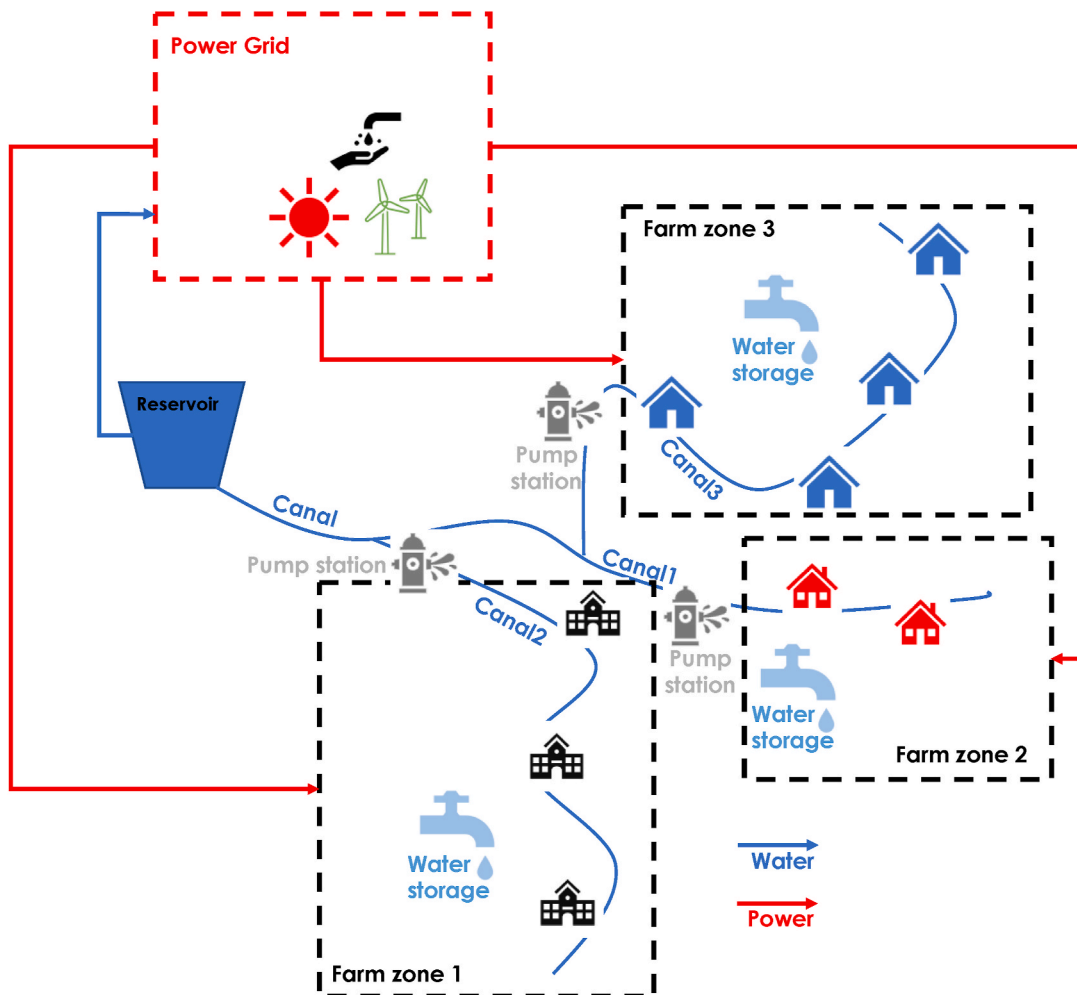 Power Grid
Farm zone 3
Water
storage
Reservoir
Pump
station
Canal3
Canal
Pump station
Canal1
Canal2
Pump
station
Water
storage
Farm zone 2
Water
storage
Water
Power
Farm zone 1